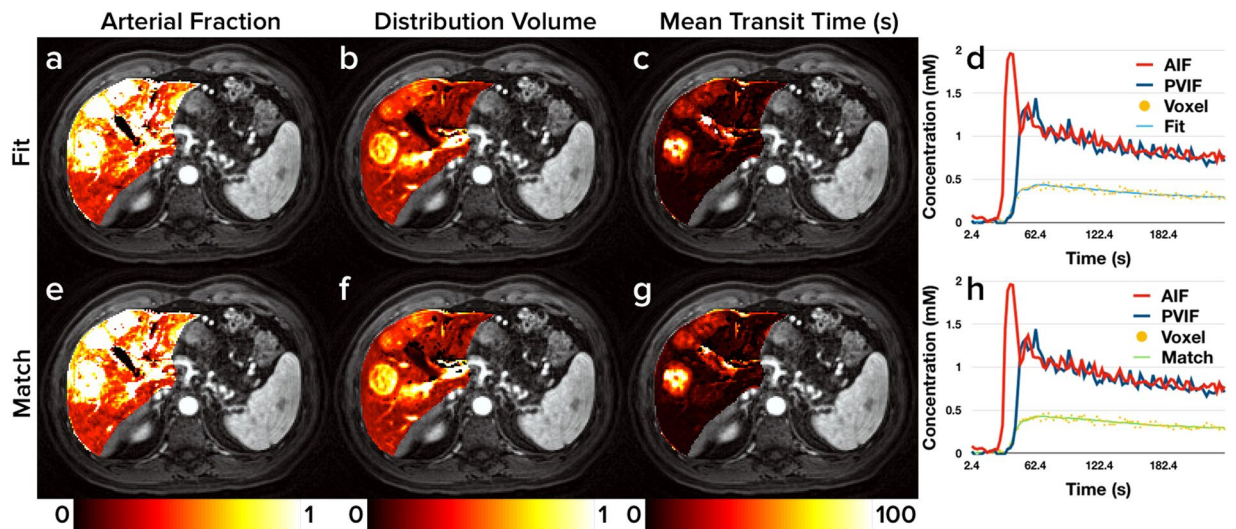 Arterial Fraction
Distribution Volume
Mean Transit Time (s)
Fit
a
b
c
d
Concentration (mM)
2
1.5
1
0.5
0
AIF
PVIF
Voxel
Fit
2.4
62.4
122.4
182.4
Time (s)
Match
e
f
g
h
Concentration (mM)
2
1.5
1
0.5
0
AIF
PVIF
Voxel
Match
2.4
62.4
122.4
182.4
Time (s)
0
1
0
1
0
100